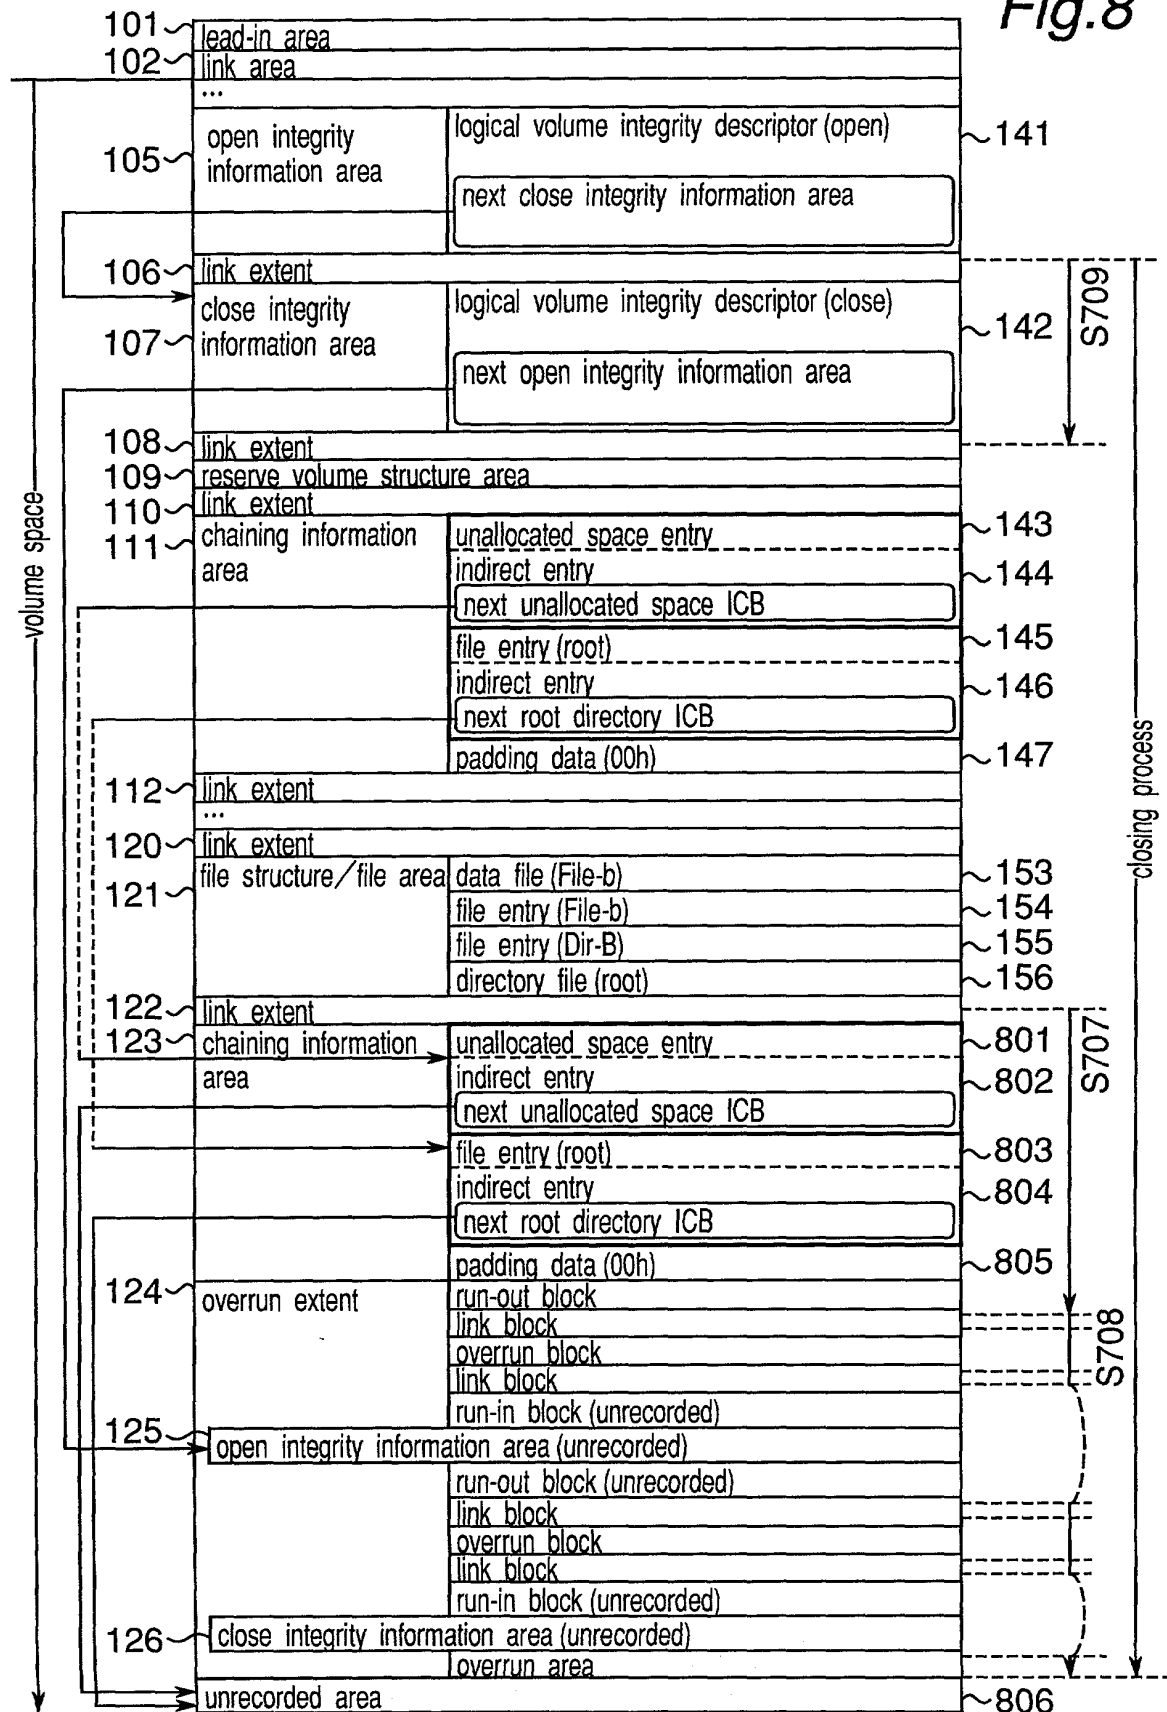 Fig.8
101 lead-in area
102 link area
...
105 open integrity information area
logical volume integrity descriptor (open) 141
next close integrity information area
106 link extent
107 close integrity information area
logical volume integrity descriptor (close) 142
next open integrity information area
S709
108 link extent
109 reserve volume structure area
110 link extent
111 chaining information area
unallocated space entry 143
indirect entry 144
next unallocated space ICB
file entry (root) 145
indirect entry 146
next root directory ICB
padding data (00h) 147
112 link extent
...
120 link extent
121 file structure/file area
data file (File-b) 153
file entry (File-b) 154
file entry (Dir-B) 155
directory file (root) 156
122 link extent
123 chaining information area
unallocated space entry 801
indirect entry 802
next unallocated space ICB
file entry (root) 803
indirect entry 804
next root directory ICB
padding data (00h) 805
S707
124 overrun extent
run-out block
link block
overrun block
link block
run-in block (unrecorded)
125 open integrity information area (unrecorded)
run-out block (unrecorded)
link block
overrun block
link block
run-in block (unrecorded)
126 close integrity information area (unrecorded)
overrun area
S708
unrecorded area 806
volume space
closing process